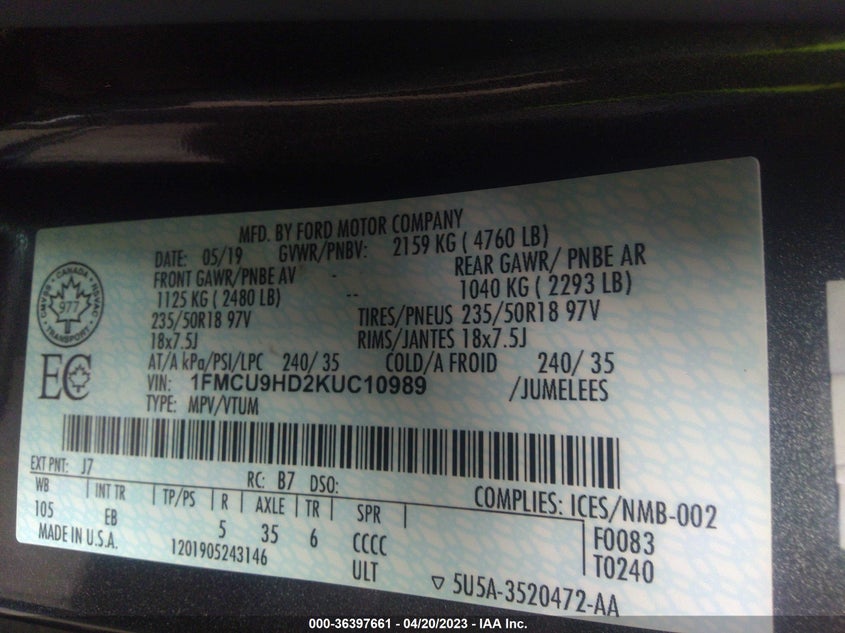 MFD. BY FORD MOTOR COMPANY
DATE: 05/19 GVWR/PNBV: 2159 KG ( 4760 LB)
FRONT GAWR/PNBE AV REAR GAWR/ PNBE AR
1125 KG ( 2480 LB) -- 1040 KG ( 2293 LB)
235/50R18 97V TIRES/PNEUS 235/50R18 97V
18x7.5J RIMS/JANTES 18x7.5J
AT/A kPa/PSI/LPC 240/ 35 COLD/A FROID 240/ 35
VIN: 1FMCU9HD2KUC10989 /JUMELEES
TYPE: MPV/VTUM
CANADA
CMVSS NSVAC
977
TRANSPORT
EC
EXT PNT: J7 RC: B7 DSO:
WB INT TR TP/PS R AXLE TR SPR COMPLIES: ICES/NMB-002
105 EB 5 35 6 CCCC F0083
MADE IN U.S.A. 1201905243146 ULT T0240
5U5A-3520472-AA
000-36397661 - 04/20/2023 - IAA Inc.